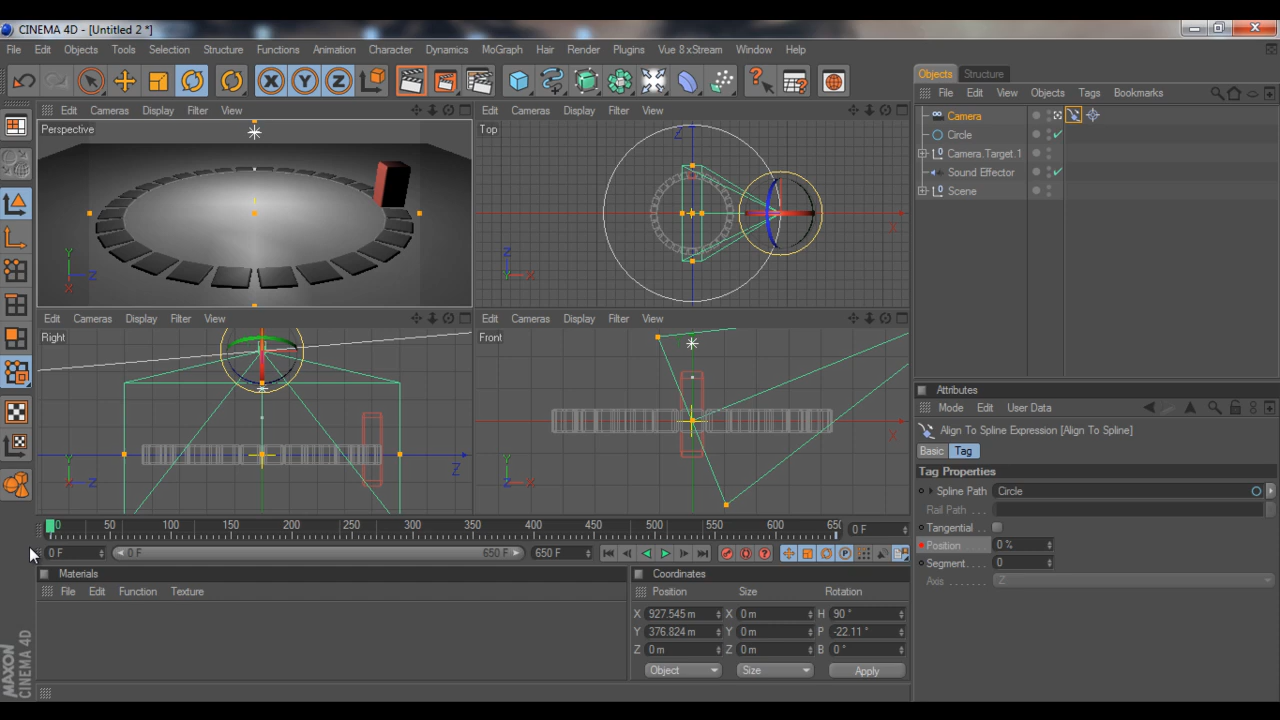 CINEMA 4D - [Untitled 2 *]
File Edit Objects Tools Selection Structure Functions Animation Character Dynamics MoGraph Hair Render Plugins Vue 8 xStream Window Help
Objects Structure
Edit Cameras Display Filter View
Edit Cameras Display Filter View
File Edit View Objects Tags Bookmarks
Perspective
Top
Camera
Circle
Camera.Target.1
Sound Effector
Scene
Y
Z
X
Z
X
Z
Y X
Edit Cameras Display Filter View
Edit Cameras Display Filter View
Right
Front
Attributes
Mode Edit User Data
Align To Spline Expression [Align To Spline]
Basic Tag
Tag Properties
Spline Path Circle
Rail Path
Tangential
Position 0 %
Segment 0
Axis Z
Z
X
Y
Z
Y
Z X
0 50 100 150 200 250 300 350 400 450 500 550 600 65( 0 F
0 F 0 F 650 F 650 F
Materials
File Edit Function Texture
Coordinates
Position Size Rotation
X 927.545 m X 0 m H 90 °
Y 376.824 m Y 0 m P -22.11 °
Z 0 m Z 0 m B 0 °
Object Size Apply
MAXON
CINEMA 4D